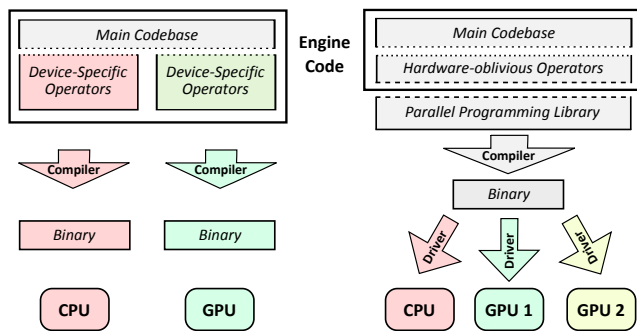 Main Codebase
Device-Specific
Operators
Device-Specific
Operators
Compiler
Compiler
Binary
Binary
CPU
GPU
Engine
Code
Main Codebase
Hardware-oblivious Operators
Parallel Programming Library
Compiler
Binary
Driver
Driver
Driver
CPU
GPU 1
GPU 2